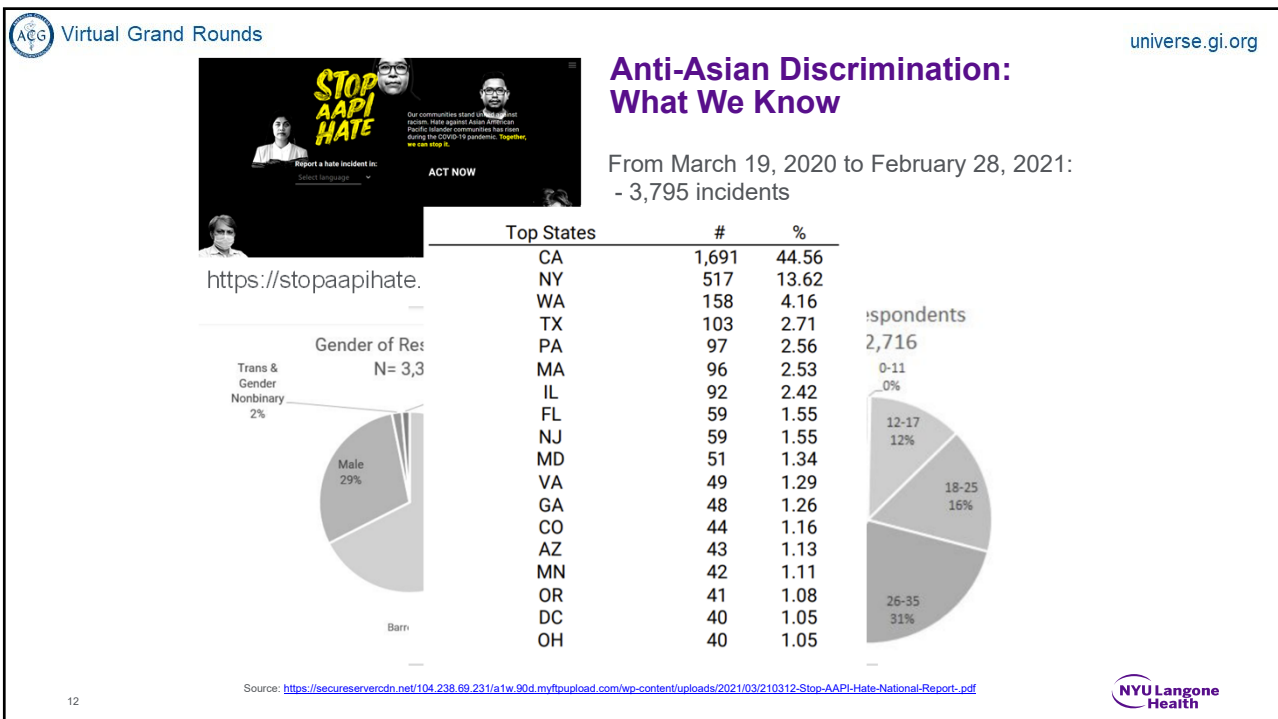 Virtual Grand Rounds
universe.gi.org
STOP
AAPI
HATE
Report a hate incident in:
Select language
Our communities stand united against
racism. Hate against Asian American
Pacific Islander communities has risen
during the COVID-19 pandemic. Together,
we can stop it.
ACT NOW
https://stopaapihate.
Anti-Asian Discrimination:
What We Know
From March 19, 2020 to February 28, 2021:
- 3,795 incidents
Top States # %
CA 1,691 44.56
NY 517 13.62
WA 158 4.16
TX 103 2.71
PA 97 2.56
MA 96 2.53
IL 92 2.42
FL 59 1.55
NJ 59 1.55
MD 51 1.34
VA 49 1.29
GA 48 1.26
CO 44 1.16
AZ 43 1.13
MN 42 1.11
OR 41 1.08
DC 40 1.05
OH 40 1.05
Gender of Res
N= 3,3
Trans &
Gender
Nonbinary
2%
Male
29%
Barr
espondents
2,716
0-11
0%
12-17
12%
18-25
16%
26-35
31%
Source: https://secureservercdn.net/104.238.69.231/a1w.90d.myftpupload.com/wp-content/uploads/2021/03/210312-Stop-AAPI-Hate-National-Report-.pdf
12
NYU Langone
Health